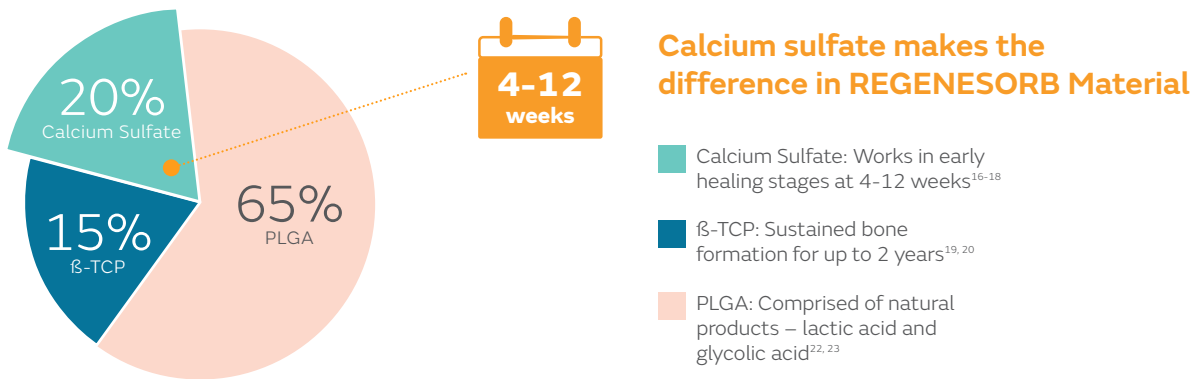 20%
Calcium Sulfate
15%
ß-TCP
65%
PLGA
4-12
weeks
Calcium sulfate makes the
difference in REGENESORB Material
Calcium Sulfate: Works in early
healing stages at 4-12 weeks16-18
ß-TCP: Sustained bone
formation for up to 2 years19, 20
PLGA: Comprised of natural
products – lactic acid and
glycolic acid22, 23